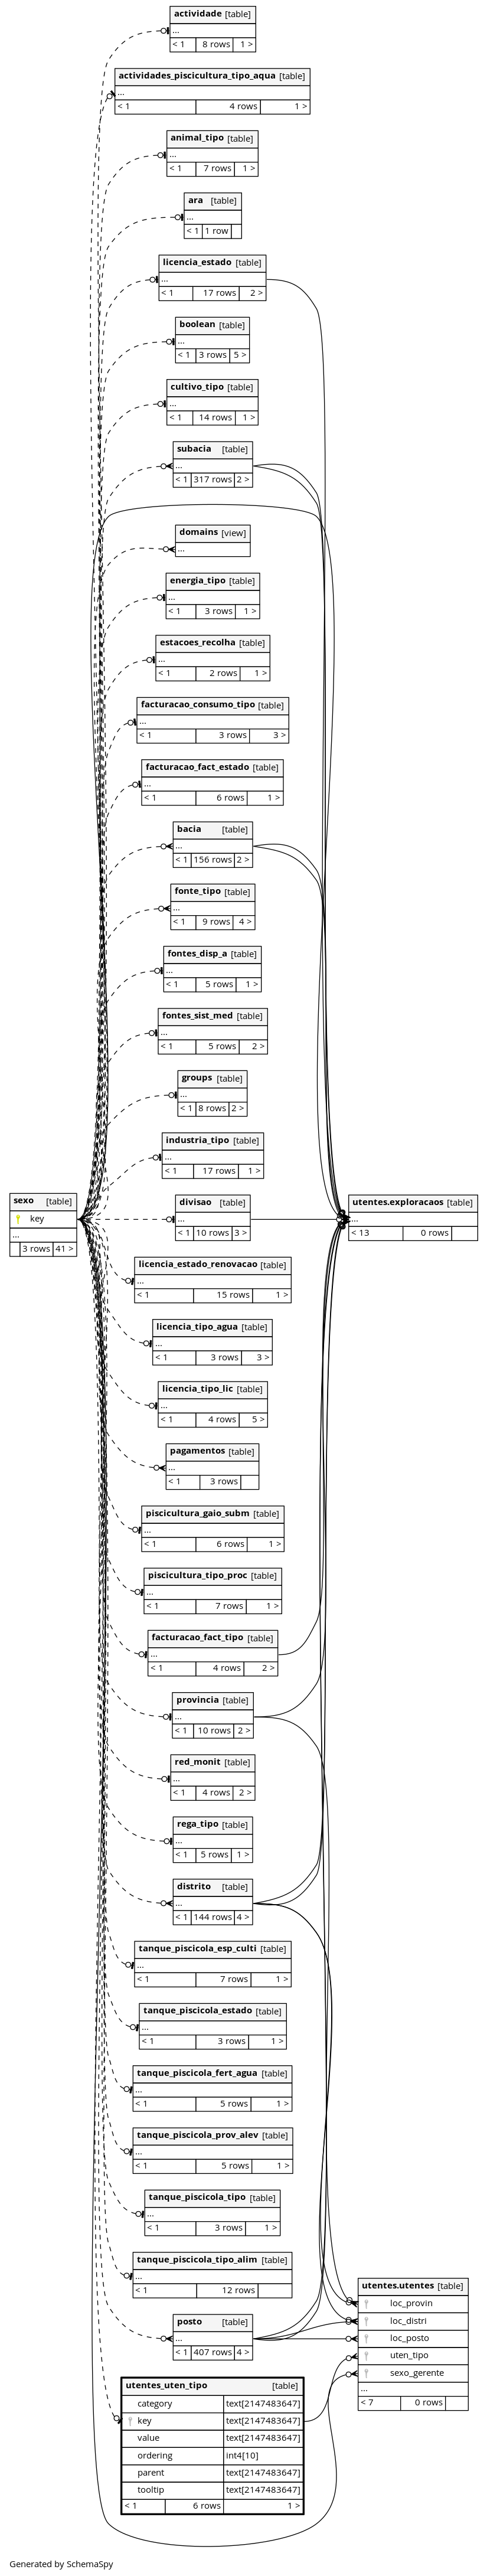 actividade [table]
...
< 1 8 rows 1 >
actividades_piscicultura_tipo_aqua [table]
...
< 1 4 rows 1 >
animal_tipo [table]
...
< 1 7 rows 1 >
ara [table]
...
< 1 1 row
licencia_estado [table]
...
< 1 17 rows 2 >
boolean [table]
...
< 1 3 rows 5 >
cultivo_tipo [table]
...
< 1 14 rows 1 >
subacia [table]
...
< 1 317 rows 2 >
domains [view]
...
energia_tipo [table]
...
< 1 3 rows 1 >
estacoes_recolha [table]
...
< 1 2 rows 1 >
facturacao_consumo_tipo [table]
...
< 1 3 rows 3 >
facturacao_fact_estado [table]
...
< 1 6 rows 1 >
bacia [table]
...
< 1 156 rows 2 >
fonte_tipo [table]
...
< 1 9 rows 4 >
fontes_disp_a [table]
...
< 1 5 rows 1 >
fontes_sist_med [table]
...
< 1 5 rows 2 >
groups [table]
...
< 1 8 rows 2 >
industria_tipo [table]
...
< 1 17 rows 1 >
sexo [table]
key
...
3 rows 41 >
divisao [table]
...
< 1 10 rows 3 >
utentes.exploracaos [table]
...
< 13 0 rows
licencia_estado_renovacao [table]
...
< 1 15 rows 1 >
licencia_tipo_agua [table]
...
< 1 3 rows 3 >
licencia_tipo_lic [table]
...
< 1 4 rows 5 >
pagamentos [table]
...
< 1 3 rows
piscicultura_gaio_subm [table]
...
< 1 6 rows 1 >
piscicultura_tipo_proc [table]
...
< 1 7 rows 1 >
facturacao_fact_tipo [table]
...
< 1 4 rows 2 >
provincia [table]
...
< 1 10 rows 2 >
red_monit [table]
...
< 1 4 rows 2 >
rega_tipo [table]
...
< 1 5 rows 1 >
distrito [table]
...
< 1 144 rows 4 >
tanque_piscicola_esp_culti [table]
...
< 1 7 rows 1 >
tanque_piscicola_estado [table]
...
< 1 3 rows 1 >
tanque_piscicola_fert_agua [table]
...
< 1 5 rows 1 >
tanque_piscicola_prov_alev [table]
...
< 1 5 rows 1 >
tanque_piscicola_tipo [table]
...
< 1 3 rows 1 >
tanque_piscicola_tipo_alim [table]
...
< 1 12 rows
posto [table]
...
< 1 407 rows 4 >
utentes.utentes [table]
loc_provin
loc_distri
loc_posto
uten_tipo
sexo_gerente
...
< 7 0 rows
utentes_uten_tipo [table]
category text[2147483647]
key text[2147483647]
value text[2147483647]
ordering int4[10]
parent text[2147483647]
tooltip text[2147483647]
< 1 6 rows 1 >
Generated by SchemaSpy